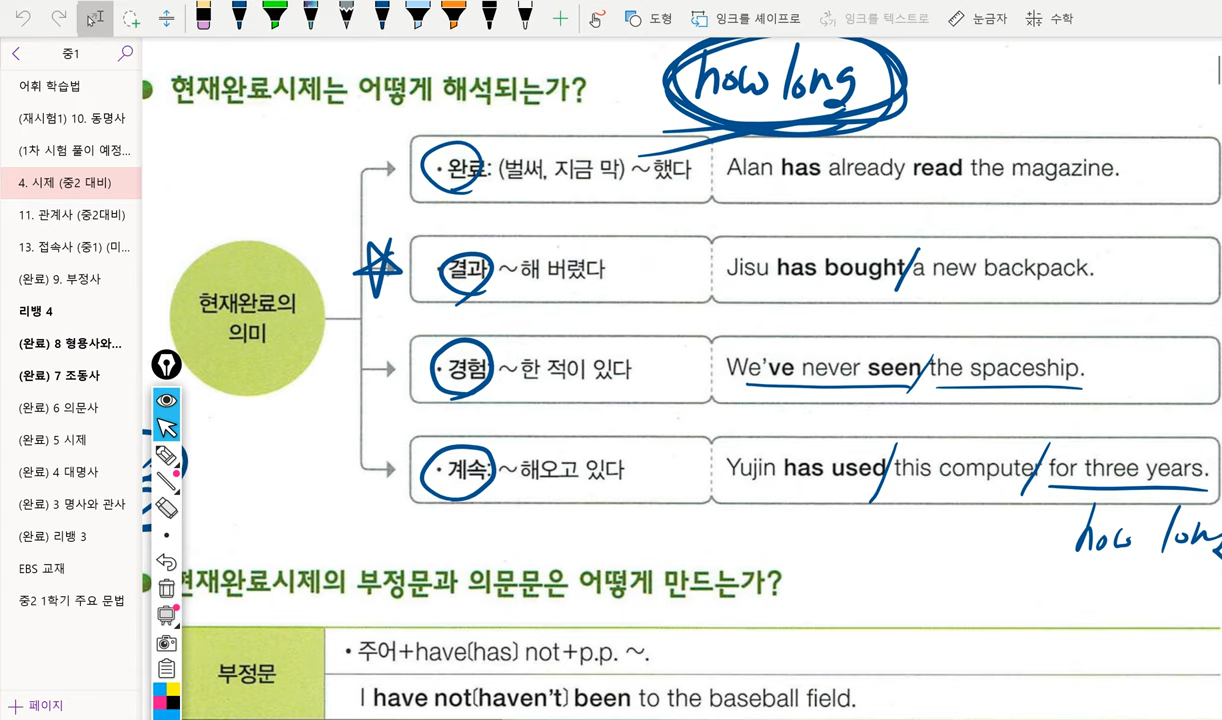 도형
잉크를 셰이프로
잉크를 텍스트로
눈금자
수학
중1
어휘 학습법
(재시험1) 10. 동명사
(1차 시험 풀이 예정...
4. 시제 (중2 대비)
11. 관계사 (중2대비)
13. 접속사 (중1) (미...
(완료) 9. 부정사
리뱅 4
(완료) 8 형용사와...
(완료) 7 조동사
(완료) 6 의문사
(완료) 5 시제
(완료) 4 대명사
(완료) 3 명사와 관사
(완료) 리뱅 3
EBS 교재
중2 1학기 주요 문법
페이지
현재완료시제는 어떻게 해석되는가?
how long
현재완료의
의미
· 완료: (벌써, 지금 막) ~했다
Alan has already read the magazine.
· 결과: ~해 버렸다
Jisu has bought a new backpack.
· 경험: ~한 적이 있다
We've never seen the spaceship.
· 계속: ~해오고 있다
Yujin has used this computer for three years.
how long
현재완료시제의 부정문과 의문문은 어떻게 만드는가?
부정문
· 주어+have(has) not+p.p. ~.
I have not(haven't) been to the baseball field.